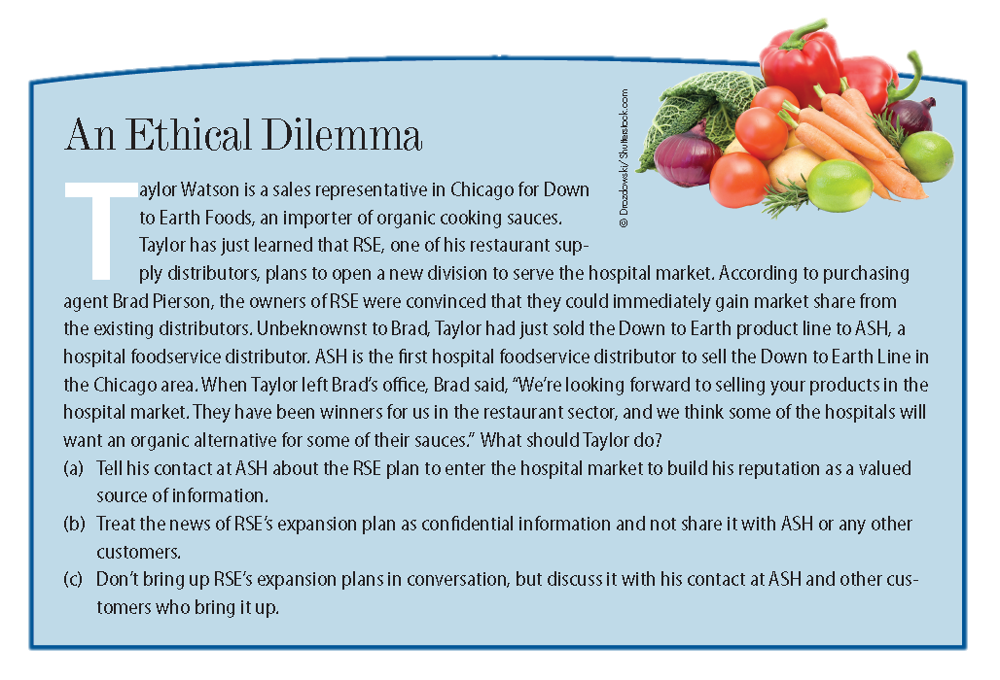 © Drozdowski/Shutterstock.com
An Ethical Dilemma
Taylor Watson is a sales representative in Chicago for Down
to Earth Foods, an importer of organic cooking sauces.
Taylor has just learned that RSE, one of his restaurant sup-
ply distributors, plans to open a new division to serve the hospital market. According to purchasing
agent Brad Pierson, the owners of RSE were convinced that they could immediately gain market share from
the existing distributors. Unbeknownst to Brad, Taylor had just sold the Down to Earth product line to ASH, a
hospital foodservice distributor. ASH is the first hospital foodservice distributor to sell the Down to Earth Line in
the Chicago area. When Taylor left Brad’s office, Brad said, “We’re looking forward to selling your products in the
hospital market. They have been winners for us in the restaurant sector, and we think some of the hospitals will
want an organic alternative for some of their sauces.” What should Taylor do?
(a) Tell his contact at ASH about the RSE plan to enter the hospital market to build his reputation as a valued
source of information.
(b) Treat the news of RSE’s expansion plan as confidential information and not share it with ASH or any other
customers.
(c) Don’t bring up RSE’s expansion plans in conversation, but discuss it with his contact at ASH and other cus-
tomers who bring it up.